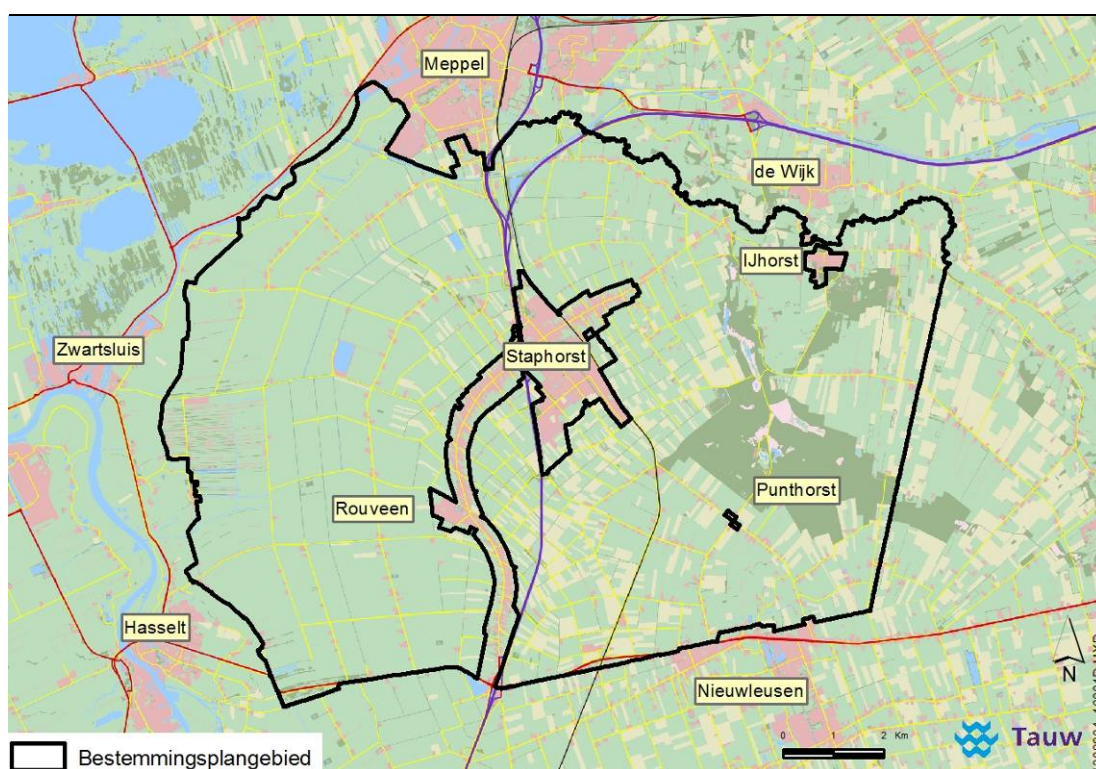 Meppel
de Wijk
IJhorst
Zwartsluis
Staphorst
Rouveen
Punthorst
Hasselt
Nieuwleusen
N
0 1 2 Km
Tauw
Bestemmingsplangebied